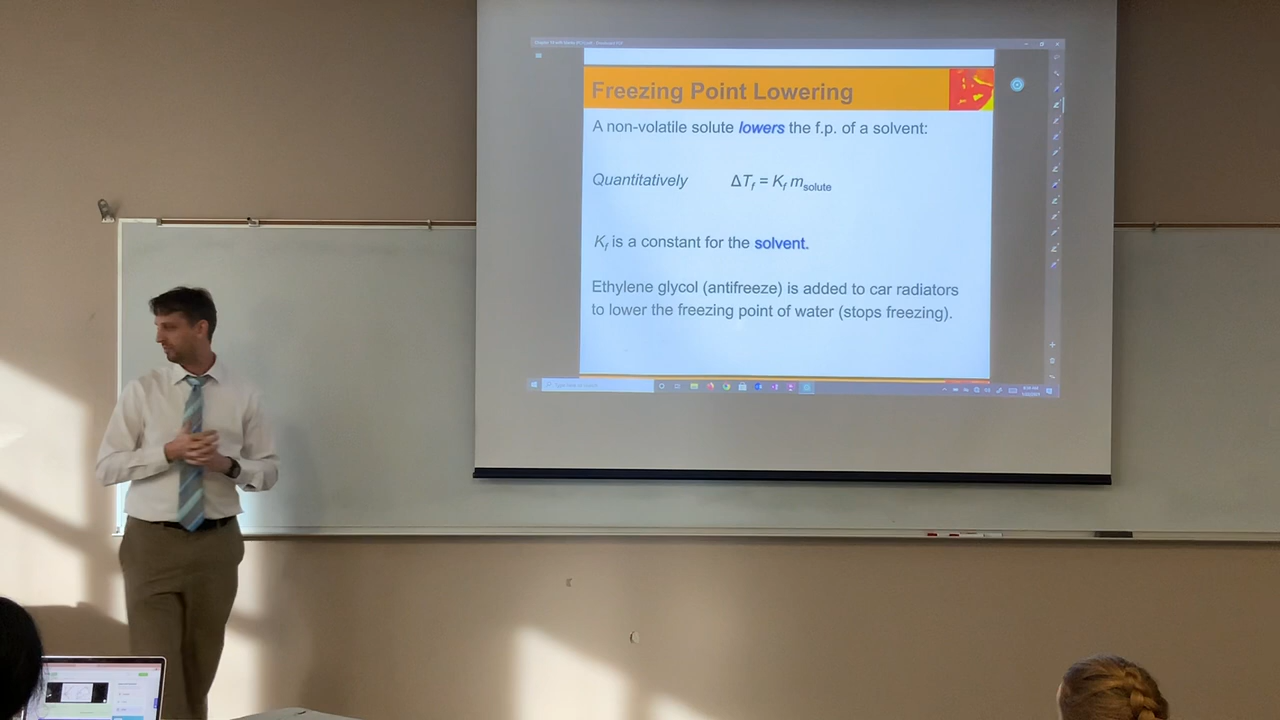 Freezing Point Lowering
A non-volatile solute lowers the f.p. of a solvent:
Quantitatively ΔTf = Kf msolute
Kf is a constant for the solvent.
Ethylene glycol (antifreeze) is added to car radiators
to lower the freezing point of water (stops freezing).